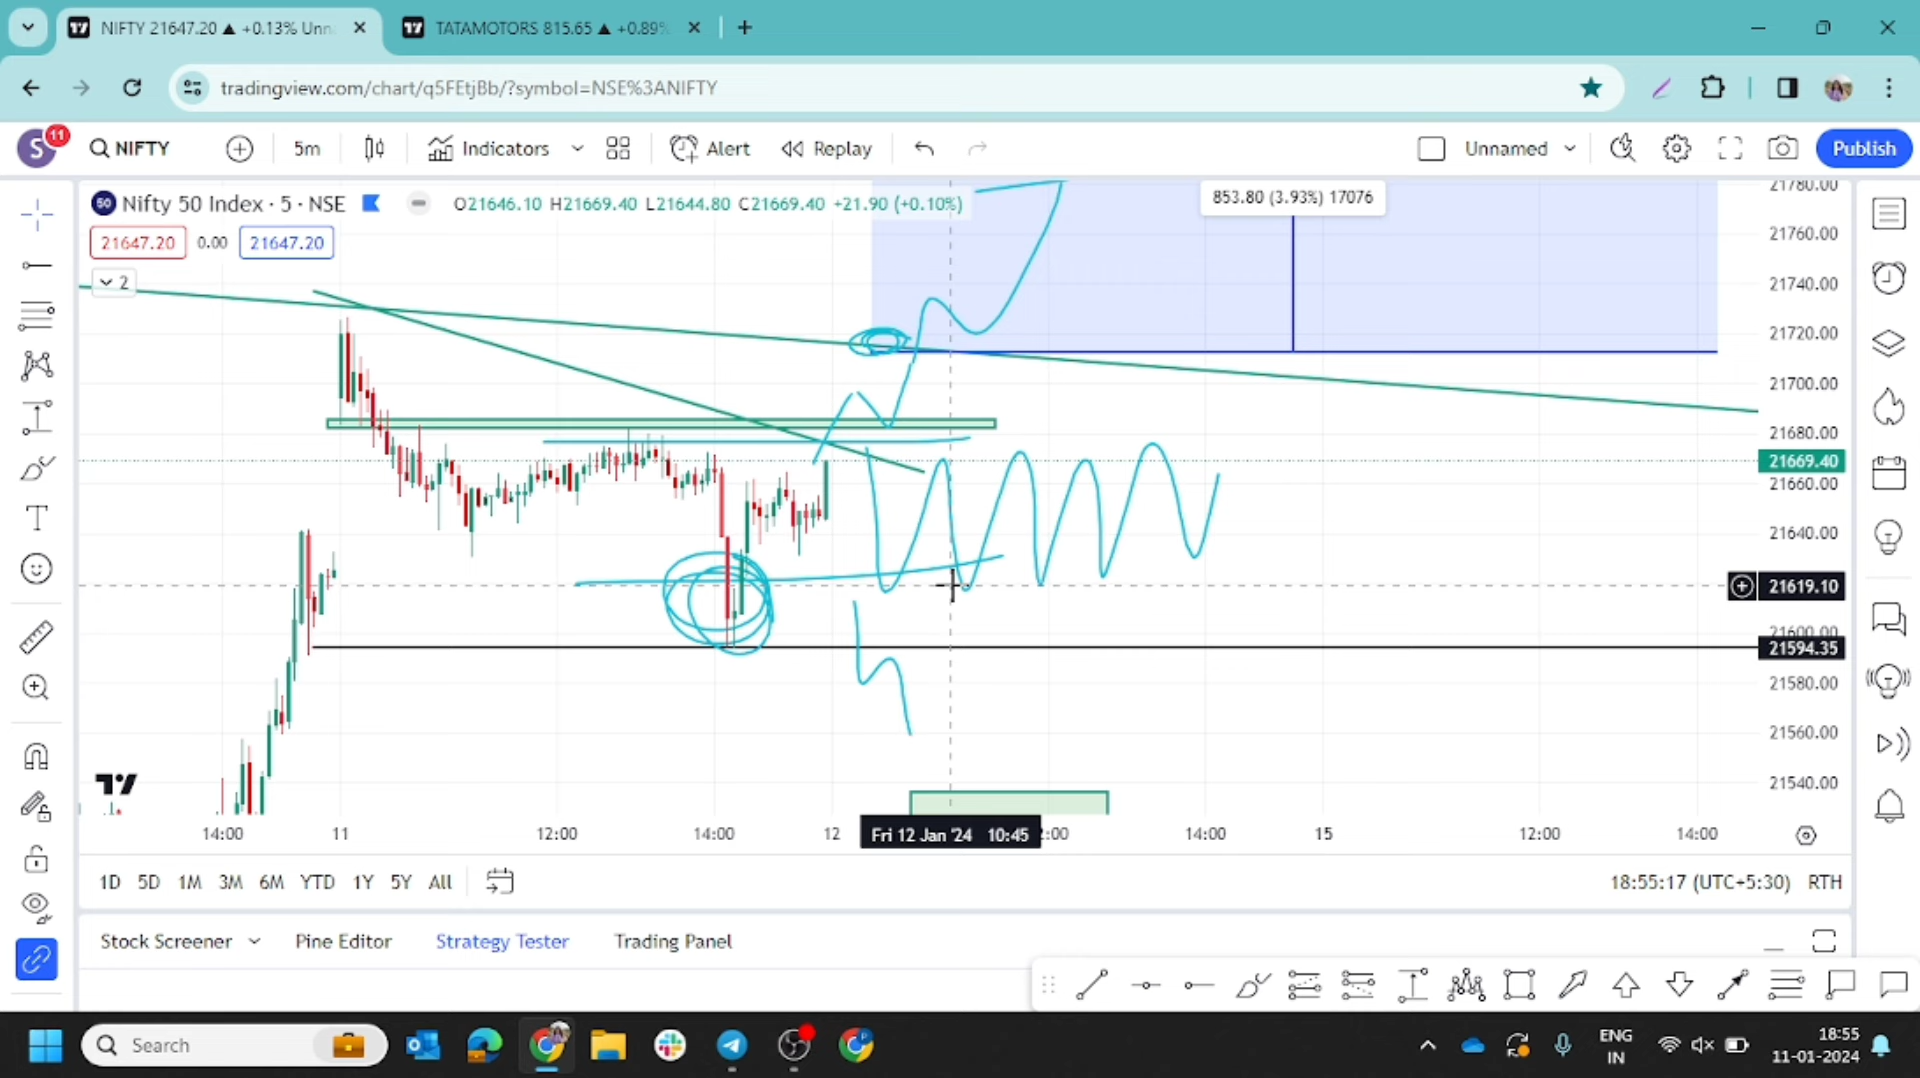 NIFTY 21647.20 ▲ +0.13% Unn
TATAMOTORS 815.65 ▲ +0.89%
tradingview.com/chart/q5FEtjBb/?symbol=NSE%3ANIFTY
S
11
NIFTY
5m
Indicators
Alert
Replay
Unnamed
Publish
50
Nifty 50 Index · 5 · NSE
O21646.10 H21669.40 L21644.80 C21669.40 +21.90 (+0.10%)
21647.20
0.00
21647.20
2
853.80 (3.93%) 17076
21780.00
21760.00
21740.00
21720.00
21700.00
21680.00
21669.40
21660.00
21640.00
21619.10
21600.00
21594.35
21580.00
21560.00
21540.00
14:00
11
12:00
14:00
12
Fri 12 Jan '24 10:45
2:00
14:00
15
12:00
14:00
1D 5D 1M 3M 6M YTD 1Y 5Y All
18:55:17 (UTC+5:30) RTH
Stock Screener
Pine Editor
Strategy Tester
Trading Panel
Search
ENG
IN
18:55
11-01-2024